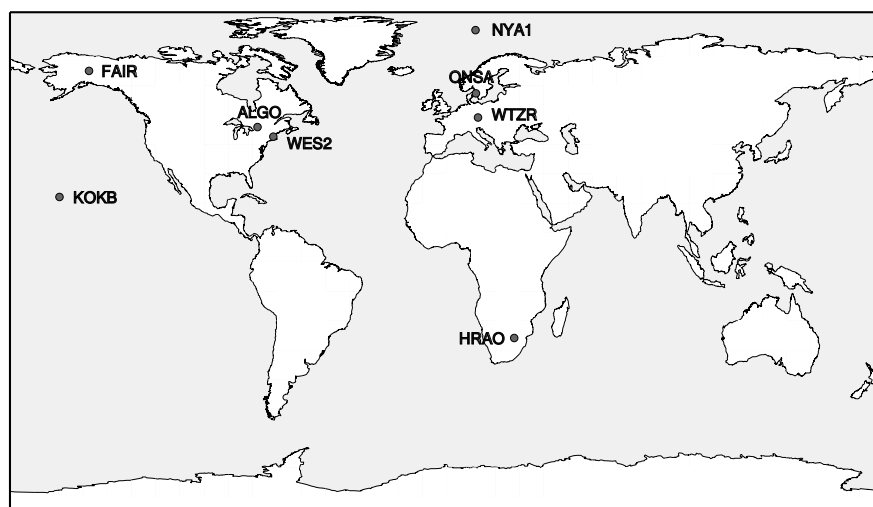 NYA1
FAIR
ONSA
ALGO
WTZR
WES2
KOKB
HRAO